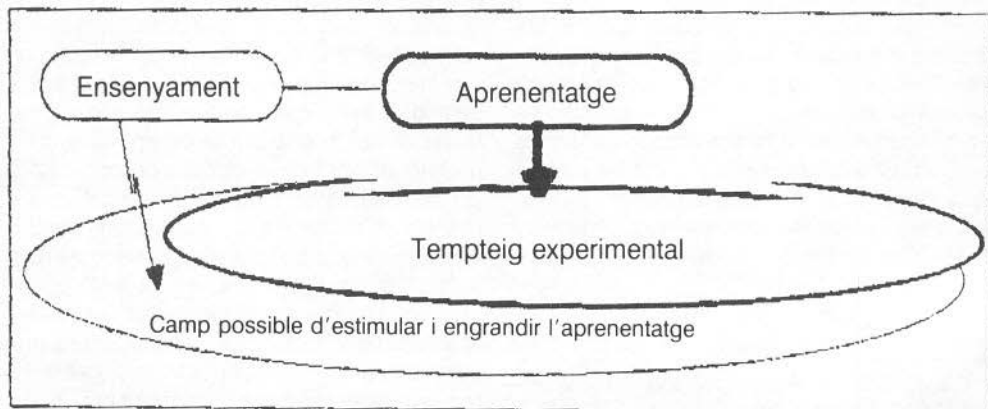 Ensenyament
Aprenentatge
Tempteig experimental
Camp possible d'estimular i engrandir l'aprenentatge